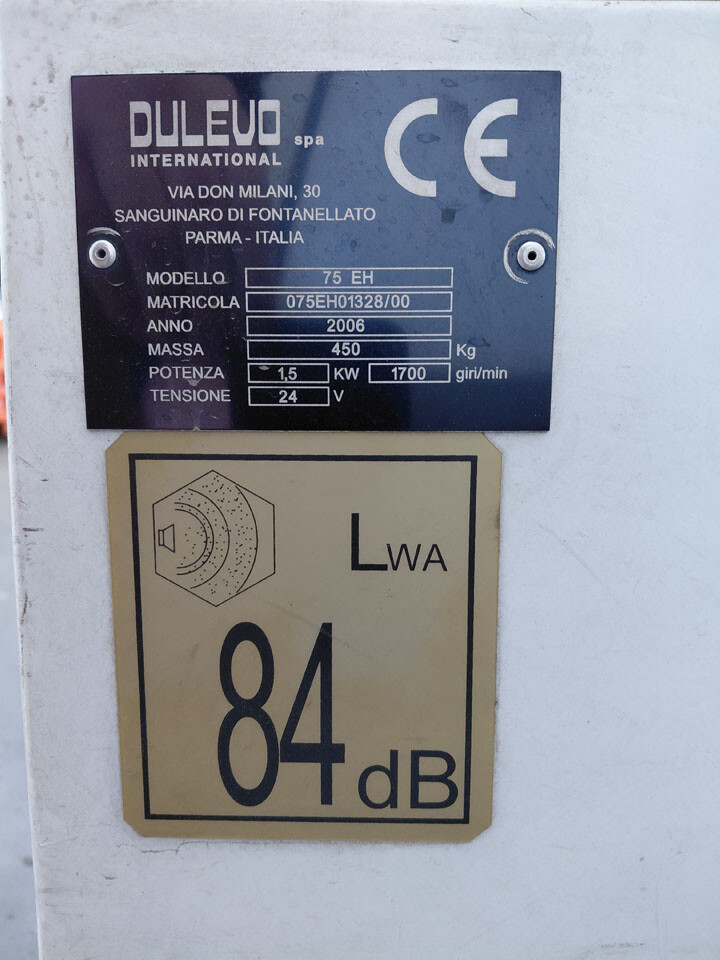 DULEVO spa
INTERNATIONAL
CE
VIA DON MILANI, 30
SANGUINARO DI FONTANELLATO
PARMA - ITALIA
MODELLO 75 EH
MATRICOLA 075EH01328/00
ANNO 2006
MASSA 450 Kg
POTENZA 1,5 KW 1700 giri/min
TENSIONE 24 V
LWA
84 dB